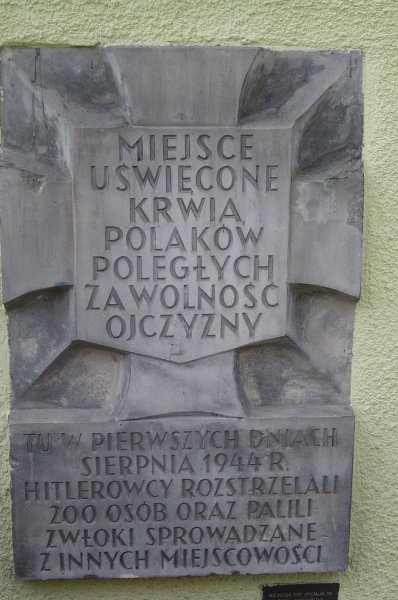 MIEJSCE
UŚWIĘCONE
KRWIĄ
POLAKÓW
POLEGŁYCH
ZA WOLNOŚĆ
OJCZYZNY
TU W PIERWSZYCH DNIACH
SIERPNIA 1944 R.
HITLEROWCY ROZSTRZELALI
200 OSÓB ORAZ PALILI
ZWŁOKI SPROWADZANE
Z INNYCH MIEJSCOWOŚCI